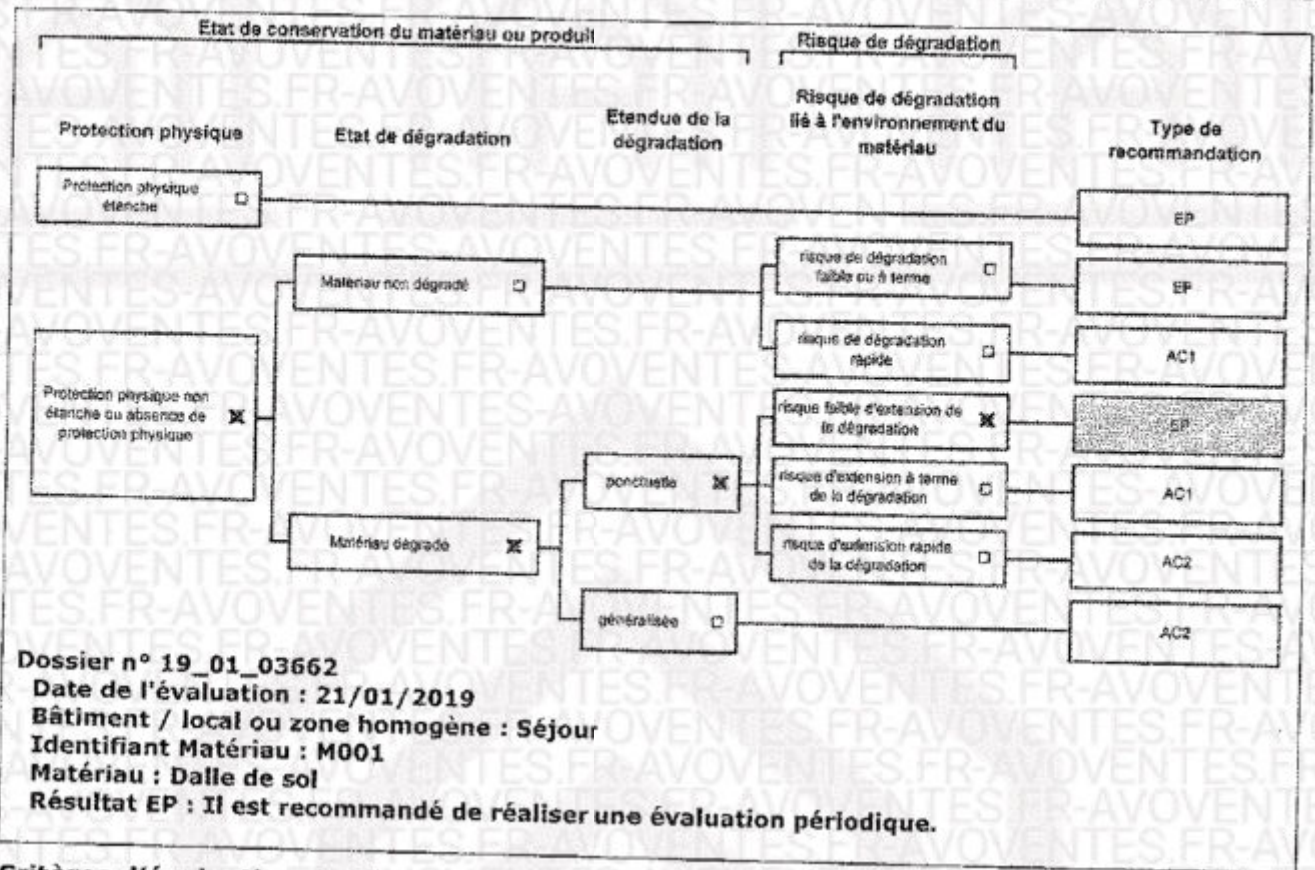 Etat de conservation du matériau ou produit
Risque de dégradation
Protection physique
Etat de dégradation
Etendue de la
dégradation
Risque de dégradation
lié à l'environnement du
matériau
Type de
recommandation
Protection physique
étanche
EP
Matériau non dégradé
risque de dégradation
faible ou à terme
EP
risque de dégradation
rapide
AC1
Protection physique non
étanche ou absence de
protection physique
risque faible d'extension de
la dégradation
EP
ponctuelle
risque d'extension à terme
de la dégradation
AC1
Matériau dégradé
risque d'extension rapide
de la dégradation
AC2
généralisée
AC2
Dossier n° 19_01_03662
Date de l'évaluation : 21/01/2019
Bâtiment / local ou zone homogène : Séjour
Identifiant Matériau : M001
Matériau : Dalle de sol
Résultat EP : Il est recommandé de réaliser une évaluation périodique.
AVOVENTES.FR